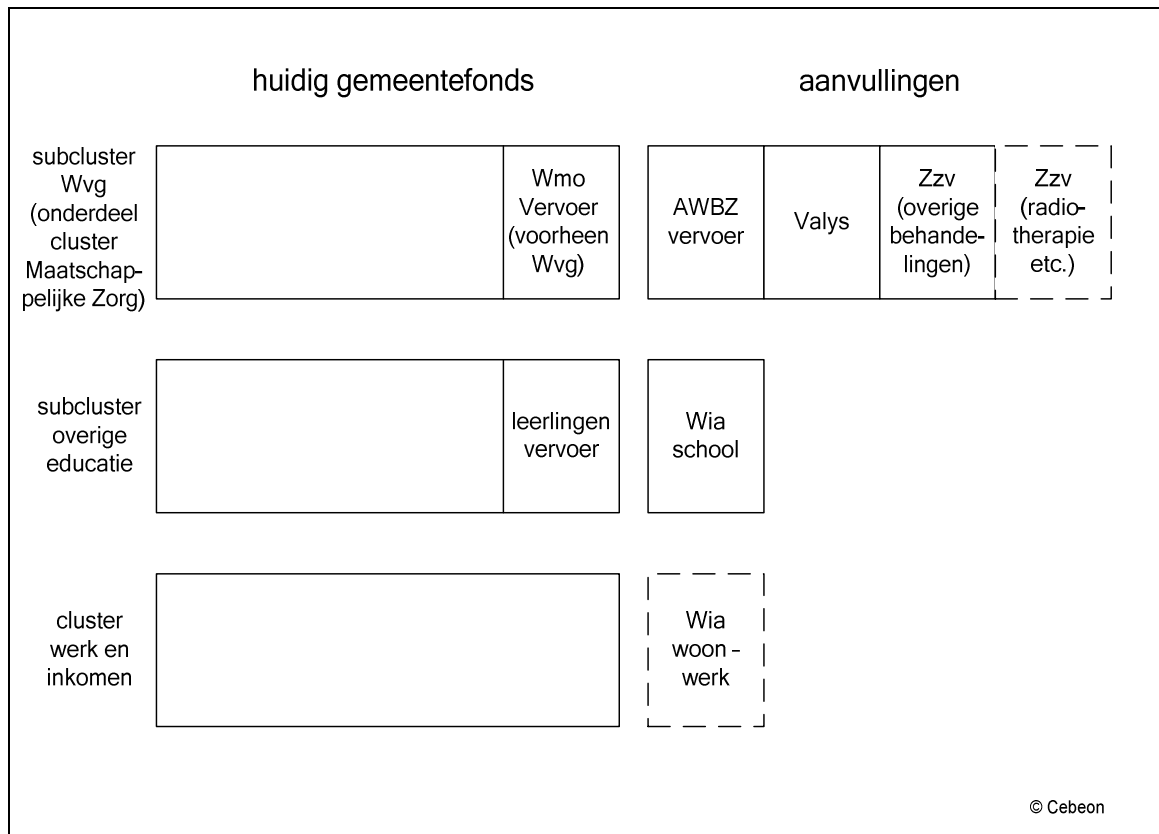 huidig gemeentefonds
aanvullingen
subcluster
Wvg
(onderdeel
cluster
Maatschap-
pelijke Zorg)
Wmo
Vervoer
(voorheen
Wvg)
AWBZ
vervoer
Valys
Zzv
(overige
behande-
lingen)
Zzv
(radio-
therapie
etc.)
subcluster
overige
educatie
leerlingen
vervoer
Wia
school
cluster
werk en
inkomen
Wia
woon -
werk
© Cebeon